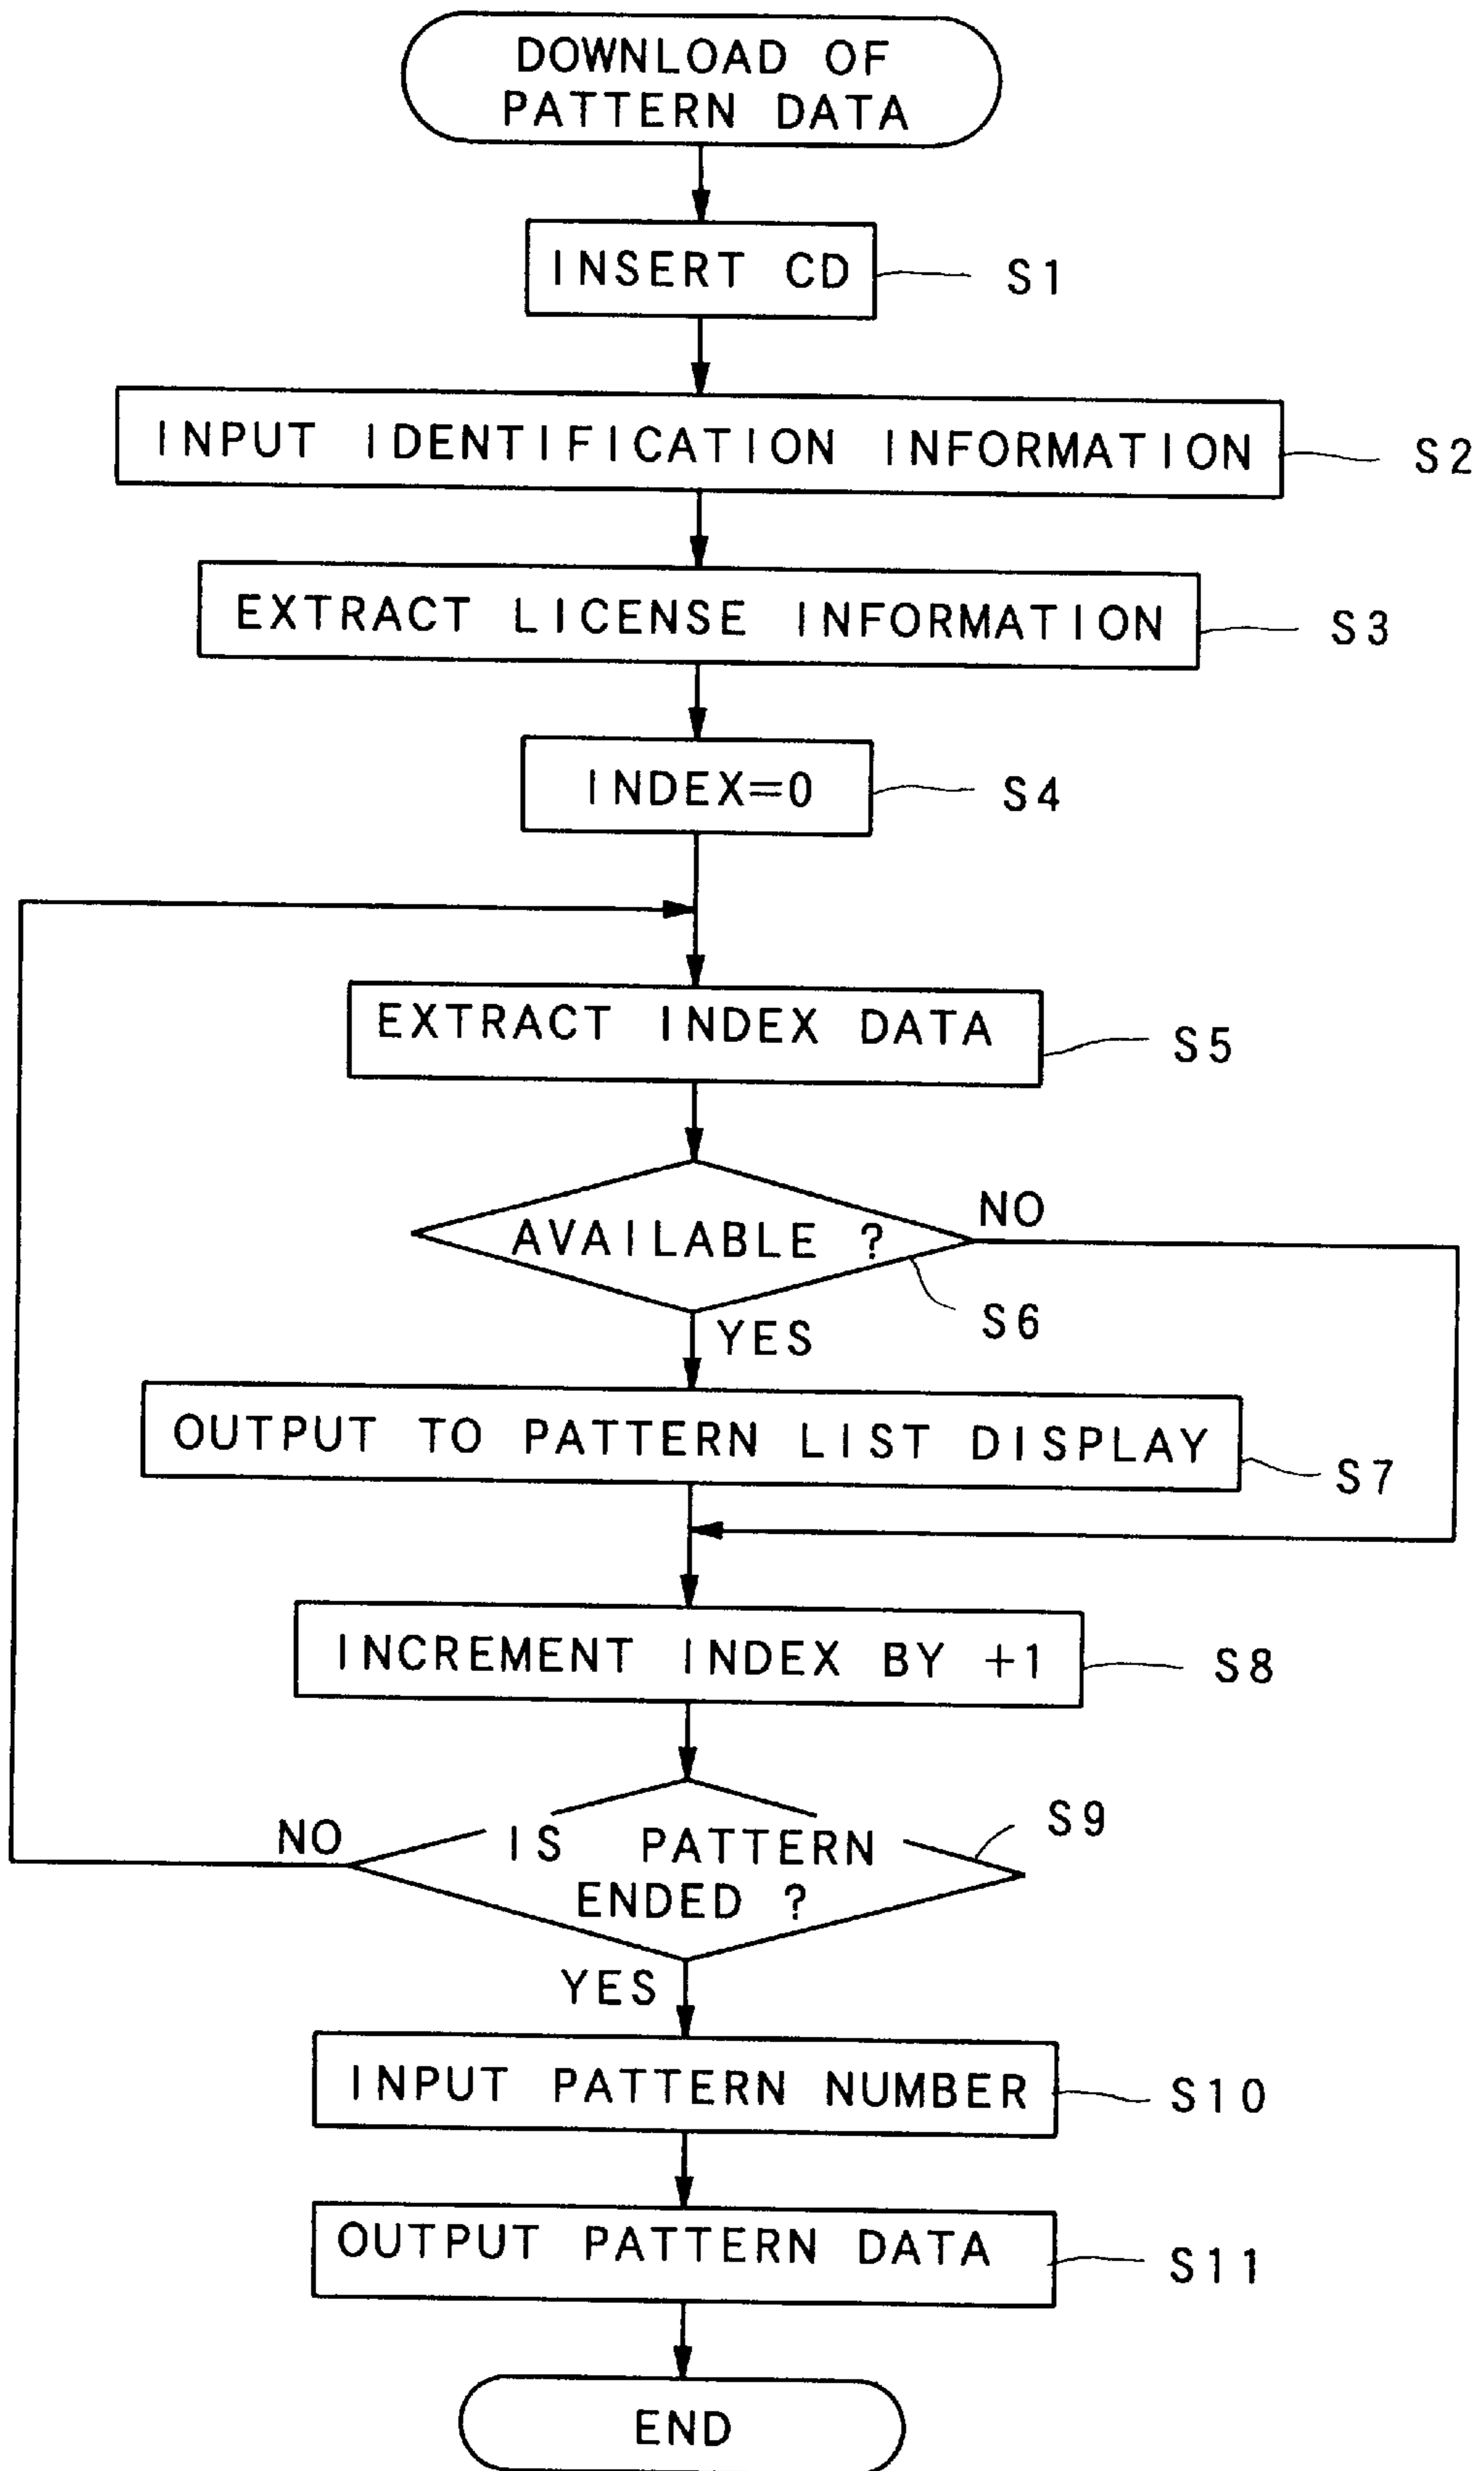 DOWNLOAD OF
PATTERN DATA
INSERT CD
S1
INPUT IDENTIFICATION INFORMATION
S2
EXTRACT LICENSE INFORMATION
S3
INDEX=0
S4
EXTRACT INDEX DATA
S5
AVAILABLE ?
NO
S6
YES
OUTPUT TO PATTERN LIST DISPLAY
S7
INCREMENT INDEX BY +1
S8
NO
IS PATTERN
ENDED ?
S9
YES
INPUT PATTERN NUMBER
S10
OUTPUT PATTERN DATA
S11
END